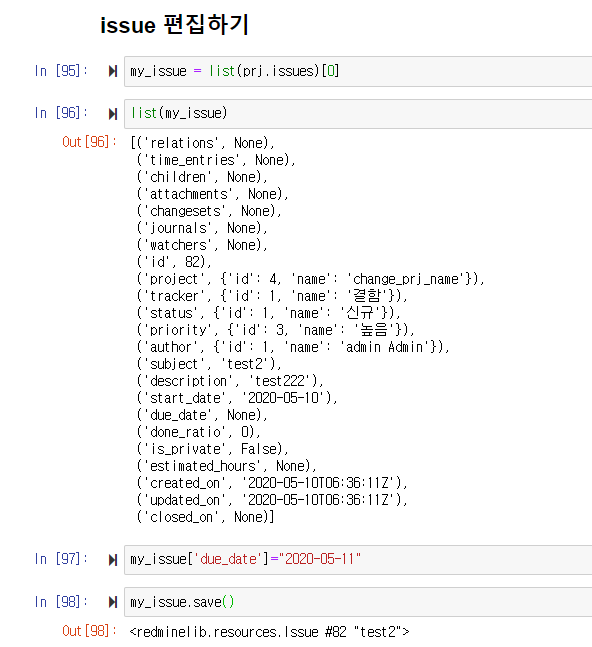 issue 편집하기
In [95]: my_issue = list(prj.issues)[0]
In [96]: list(my_issue)
Out[96]: [('relations', None),
('time_entries', None),
('children', None),
('attachments', None),
('changesets', None),
('journals', None),
('watchers', None),
('id', 82),
('project', {'id': 4, 'name': 'change_prj_name'}),
('tracker', {'id': 1, 'name': '결함'}),
('status', {'id': 1, 'name': '신규'}),
('priority', {'id': 3, 'name': '높음'}),
('author', {'id': 1, 'name': 'admin Admin'}),
('subject', 'test2'),
('description', 'test222'),
('start_date', '2020-05-10'),
('due_date', None),
('done_ratio', 0),
('is_private', False),
('estimated_hours', None),
('created_on', '2020-05-10T06:36:11Z'),
('updated_on', '2020-05-10T06:36:11Z'),
('closed_on', None)]
In [97]: my_issue['due_date']="2020-05-11"
In [98]: my_issue.save()
Out[98]: <redminelib.resources.Issue #82 "test2">